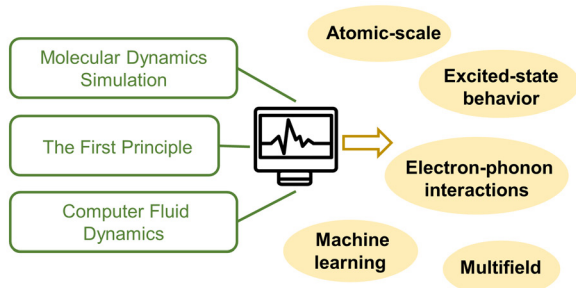 Molecular Dynamics
Simulation
The First Principle
Computer Fluid
Dynamics
Atomic-scale
Excited-state
behavior
Electron-phonon
interactions
Machine
learning
Multifield